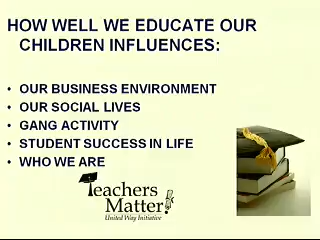 HOW WELL WE EDUCATE OUR
CHILDREN INFLUENCES:
• OUR BUSINESS ENVIRONMENT
• OUR SOCIAL LIVES
• GANG ACTIVITY
• STUDENT SUCCESS IN LIFE
• WHO WE ARE
Teachers
Matter!
United Way Initiative